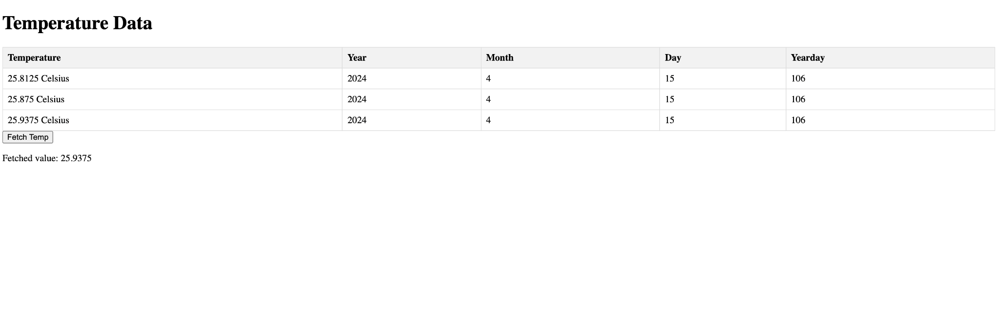 Temperature Data
Temperature Year Month Day Yearday
25.8125 Celsius 2024 4 15 106
25.875 Celsius 2024 4 15 106
25.9375 Celsius 2024 4 15 106
Fetch Temp
Fetched value: 25.9375